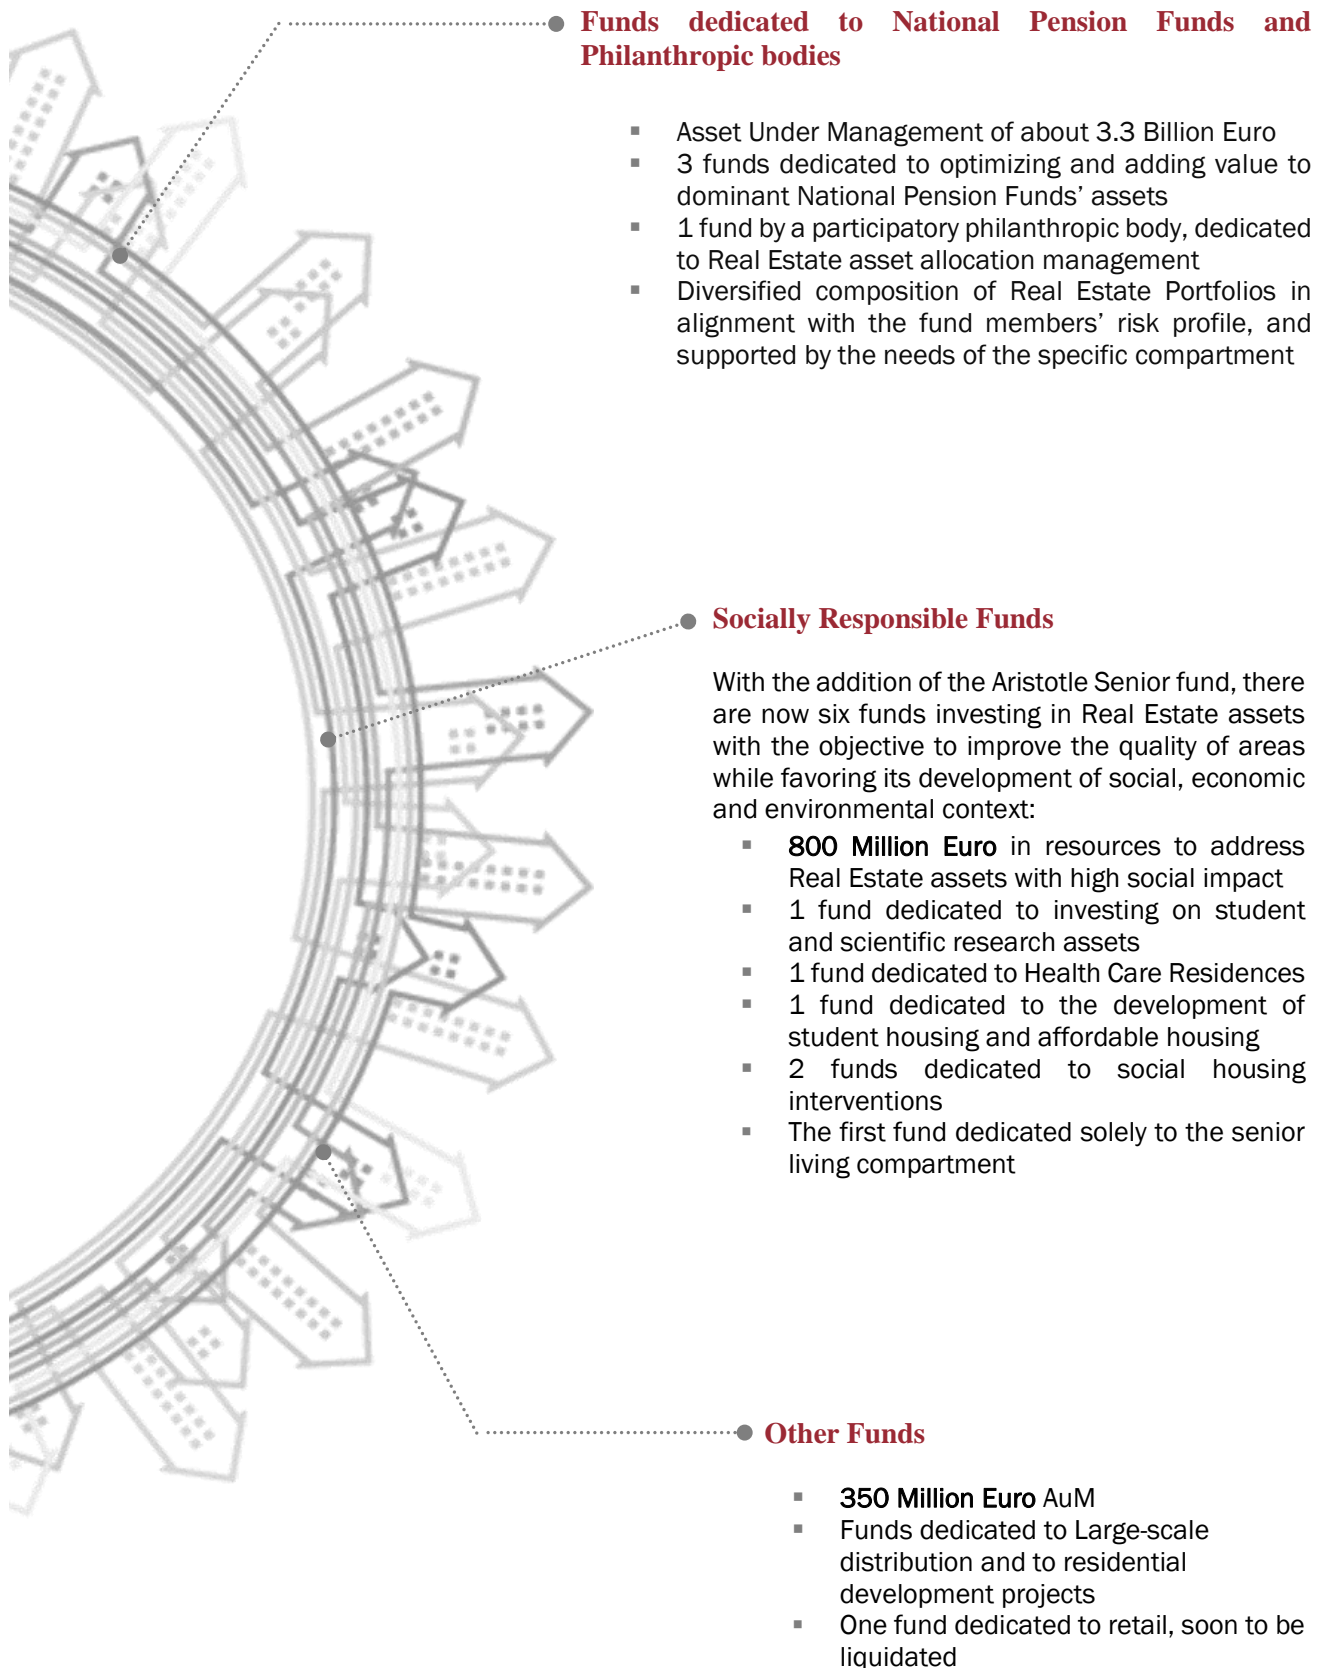 Funds dedicated to National Pension Funds and
Philanthropic bodies
▪ Asset Under Management of about 3.3 Billion Euro
▪ 3 funds dedicated to optimizing and adding value to
dominant National Pension Funds’ assets
▪ 1 fund by a participatory philanthropic body, dedicated
to Real Estate asset allocation management
▪ Diversified composition of Real Estate Portfolios in
alignment with the fund members’ risk profile, and
supported by the needs of the specific compartment
Socially Responsible Funds
With the addition of the Aristotle Senior fund, there
are now six funds investing in Real Estate assets
with the objective to improve the quality of areas
while favoring its development of social, economic
and environmental context:
▪ 800 Million Euro in resources to address
Real Estate assets with high social impact
▪ 1 fund dedicated to investing on student
and scientific research assets
▪ 1 fund dedicated to Health Care Residences
▪ 1 fund dedicated to the development of
student housing and affordable housing
▪ 2 funds dedicated to social housing
interventions
▪ The first fund dedicated solely to the senior
living compartment
Other Funds
▪ 350 Million Euro AuM
▪ Funds dedicated to Large-scale
distribution and to residential
development projects
▪ One fund dedicated to retail, soon to be
liquidated